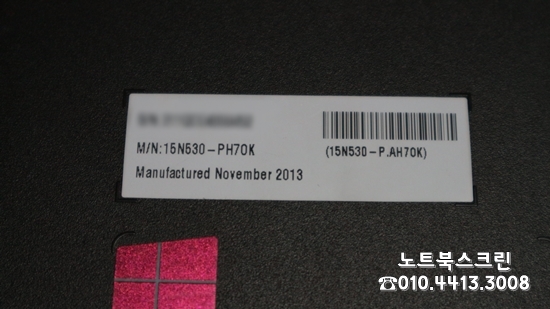 M/N:15N530-PH70K
(15N530-P.AH70K)
Manufactured November 2013
노트북스크린
☎010.4413.3008